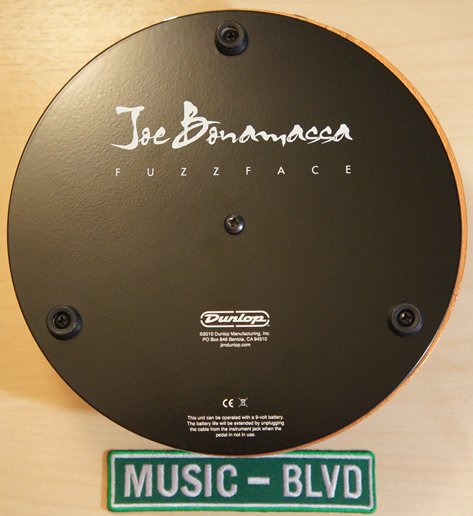 Joe Bonamassa
FUZZFACE
Dunlop
©2010 Dunlop Manufacturing, Inc.
PO Box 846 Benicia, CA 94510
jimdunlop.com
CE
This unit can be operated with a 9-volt battery.
The battery life will be extended by unplugging
the cable from the instrument jack when the
pedal in not in use.
MUSIC - BLVD